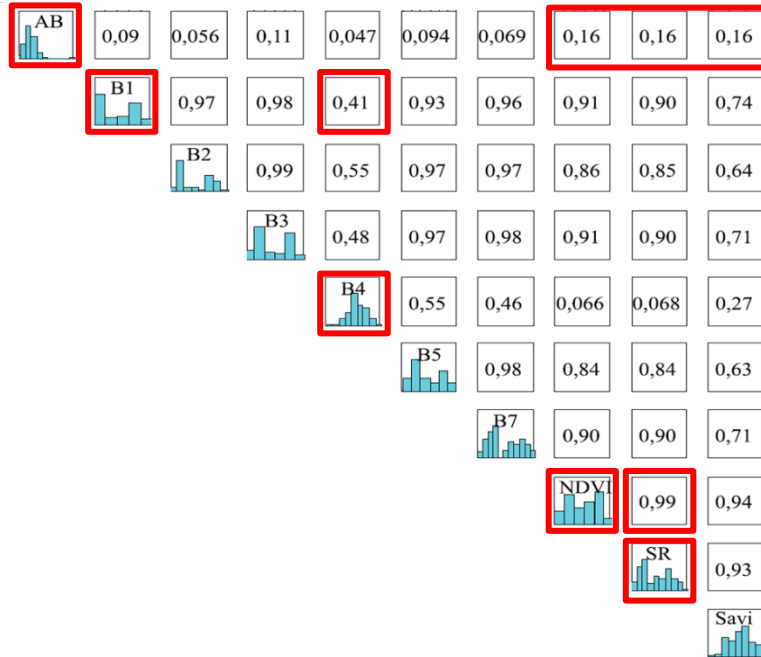 AB 0,09 0,056 0,11 0,047 0,094 0,069 0,16 0,16 0,16
B1 0,97 0,98 0,41 0,93 0,96 0,91 0,90 0,74
B2 0,99 0,55 0,97 0,97 0,86 0,85 0,64
B3 0,48 0,97 0,98 0,91 0,90 0,71
B4 0,55 0,46 0,066 0,068 0,27
B5 0,98 0,84 0,84 0,63
B7 0,90 0,90 0,71
NDVI 0,99 0,94
SR 0,93
Savi